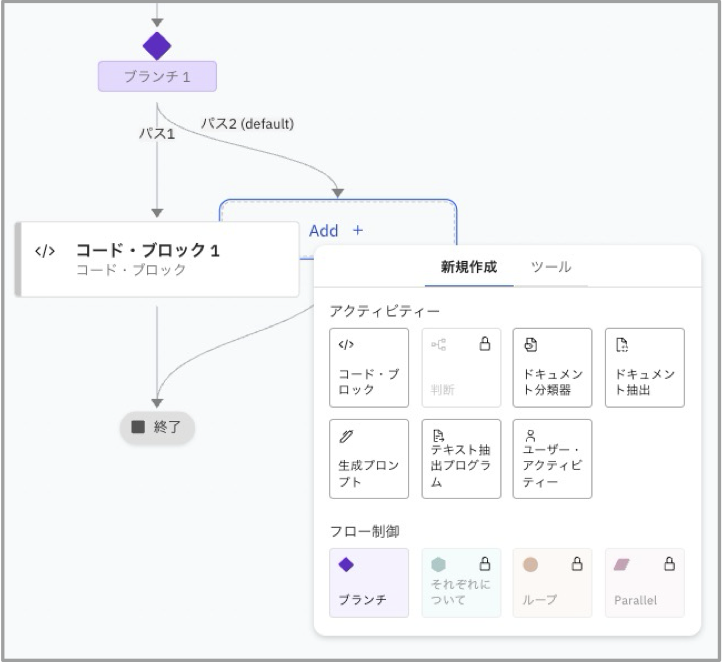 ブランチ 1
パス1
パス2 (default)
Add +
</> コード・ブロック 1
コード・ブロック
終了
新規作成 ツール
アクティビティー
</>
コード・ブ
ロック
判断
ドキュメン
ト分類器
ドキュメン
ト抽出
生成プロン
プト
テキスト抽
出プログラ
ム
ユーザー・
アクティビ
ティー
フロー制御
ブランチ
それぞれに
ついて
ループ
Parallel